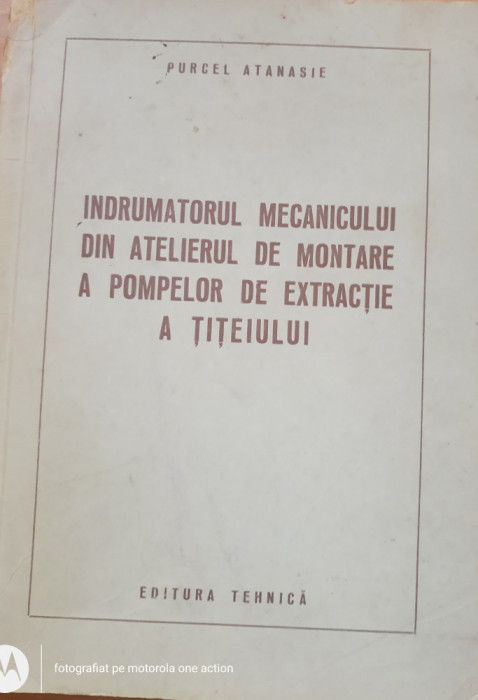 PURCEL ATANASIE
INDRUMATORUL MECANICULUI
DIN ATELIERUL DE MONTARE
A POMPELOR DE EXTRACȚIE
A ȚIȚEIULUI
EDITURA TEHNICĂ
fotografiat pe motorola one action